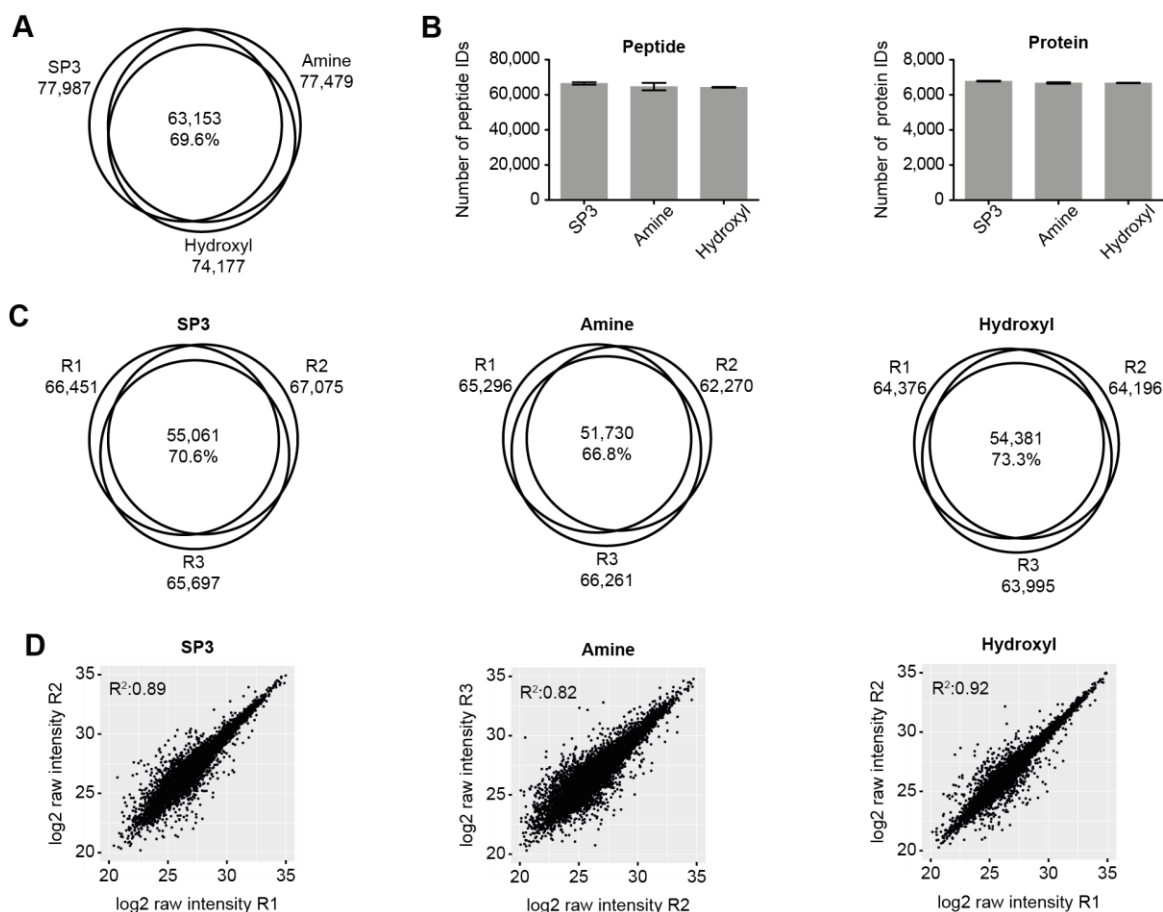 A
SP3
77,987
Amine
77,479
63,153
69.6%
Hydroxyl
74,177
B
Peptide
Number of peptide IDs
80,000
60,000
40,000
20,000
0
SP3
Amine
Hydroxyl
Protein
Number of protein IDs
8,000
6,000
4,000
2,000
0
SP3
Amine
Hydroxyl
C
SP3
R1
66,451
R2
67,075
55,061
70.6%
R3
65,697
Amine
R1
65,296
R2
62,270
51,730
66.8%
R3
66,261
Hydroxyl
R1
64,376
R2
64,196
54,381
73.3%
R3
63,995
D
SP3
R²:0.89
log2 raw intensity R2
35
30
25
20
20 25 30 35
log2 raw intensity R1
Amine
R²:0.82
log2 raw intensity R3
35
30
25
20
20 25 30 35
log2 raw intensity R2
Hydroxyl
R²:0.92
log2 raw intensity R2
35
30
25
20
20 25 30 35
log2 raw intensity R1